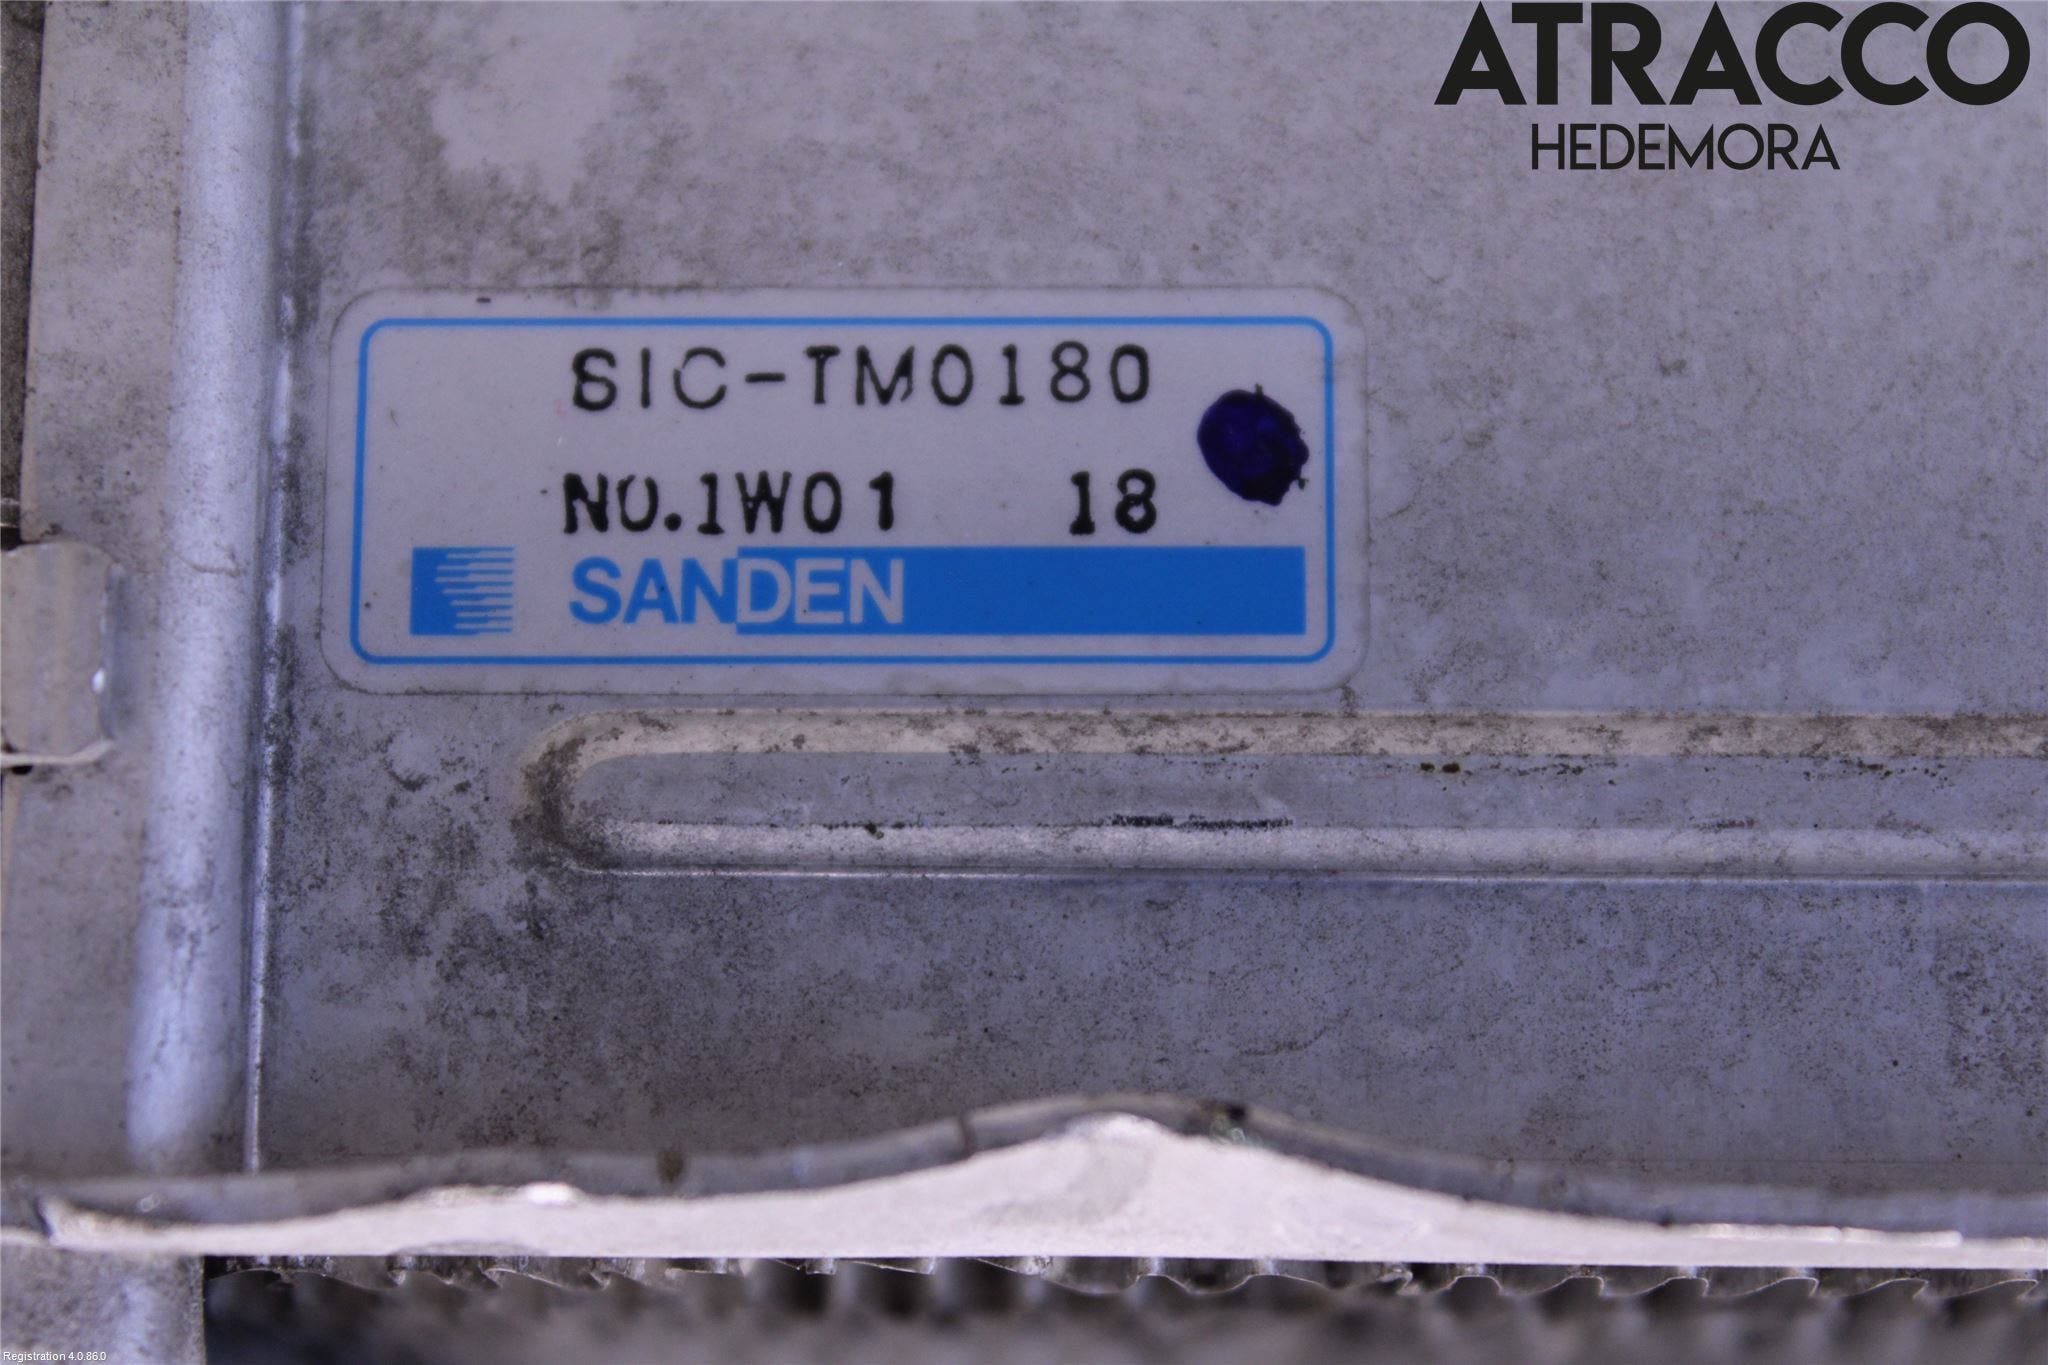 ATRACCO
HEDEMORA
SIC-TM0180
NO.1W01 18
SANDEN
Registration 4.0.86.0